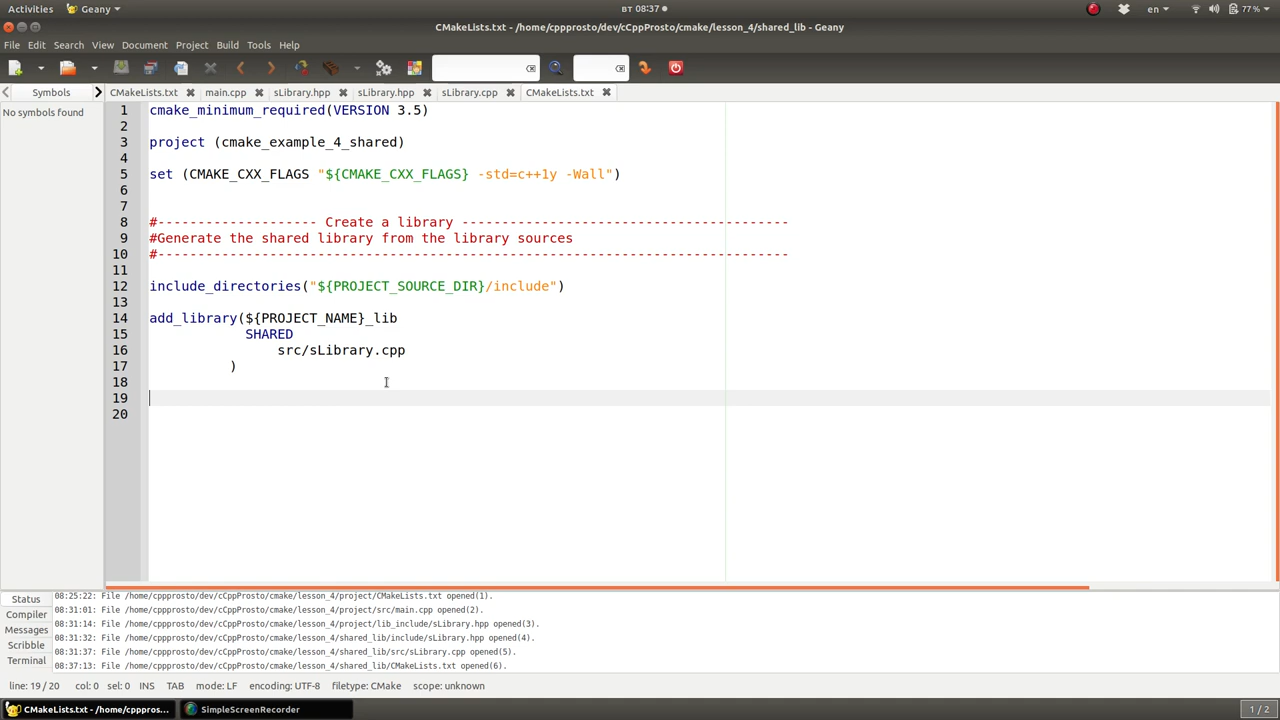 Activities
Geany
ВТ 08:37
en
77%
CMakeLists.txt - /home/cppprosto/dev/cCppProsto/cmake/lesson_4/shared_lib - Geany
File Edit Search View Document Project Build Tools Help
Symbols
CMakeLists.txt main.cpp sLibrary.hpp sLibrary.hpp sLibrary.cpp CMakeLists.txt
No symbols found
1 cmake_minimum_required(VERSION 3.5)
2
3 project (cmake_example_4_shared)
4
5 set (CMAKE_CXX_FLAGS "${CMAKE_CXX_FLAGS} -std=c++1y -Wall")
6
7
8 #-------------------- Create a library -----------------------------------------
9 #Generate the shared library from the library sources
10 #-------------------------------------------------------------------------------
11
12 include_directories("${PROJECT_SOURCE_DIR}/include")
13
14 add_library(${PROJECT_NAME}_lib
15 SHARED
16 src/sLibrary.cpp
17 )
18
19
20
Status
Compiler
Messages
Scribble
Terminal
08:25:22: File /home/cppprosto/dev/cCppProsto/cmake/lesson_4/project/CMakeLists.txt opened(1).
08:31:01: File /home/cppprosto/dev/cCppProsto/cmake/lesson_4/project/src/main.cpp opened(2).
08:31:14: File /home/cppprosto/dev/cCppProsto/cmake/lesson_4/project/lib_include/sLibrary.hpp opened(3).
08:31:32: File /home/cppprosto/dev/cCppProsto/cmake/lesson_4/shared_lib/include/sLibrary.hpp opened(4).
08:31:37: File /home/cppprosto/dev/cCppProsto/cmake/lesson_4/shared_lib/src/sLibrary.cpp opened(5).
08:37:13: File /home/cppprosto/dev/cCppProsto/cmake/lesson_4/shared_lib/CMakeLists.txt opened(6).
line: 19 / 20 col: 0 sel: 0 INS TAB mode: LF encoding: UTF-8 filetype: CMake scope: unknown
CMakeLists.txt - /home/cpppros...
SimpleScreenRecorder
1 / 2